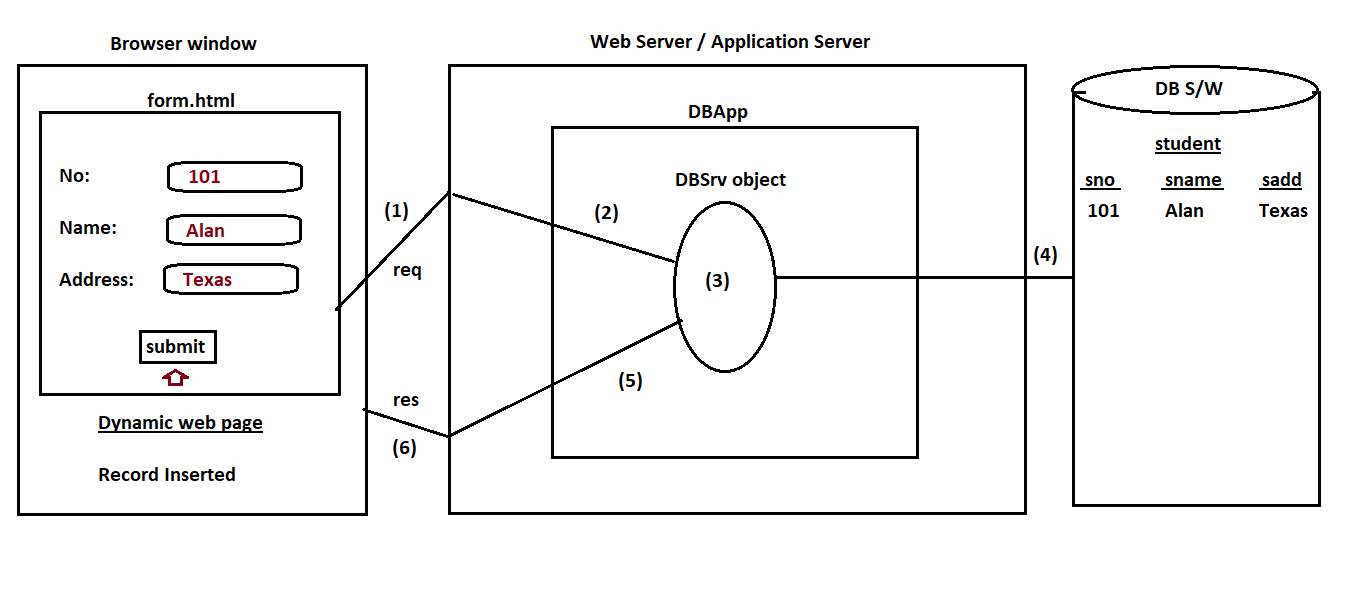 Browser window
form.html
No:
101
Name:
Alan
Address:
Texas
submit
Dynamic web page
Record Inserted
(1)
req
res
(6)
Web Server / Application Server
DBApp
DBSrv object
(2)
(3)
(5)
(4)
DB S/W
student
sno sname sadd
101 Alan Texas